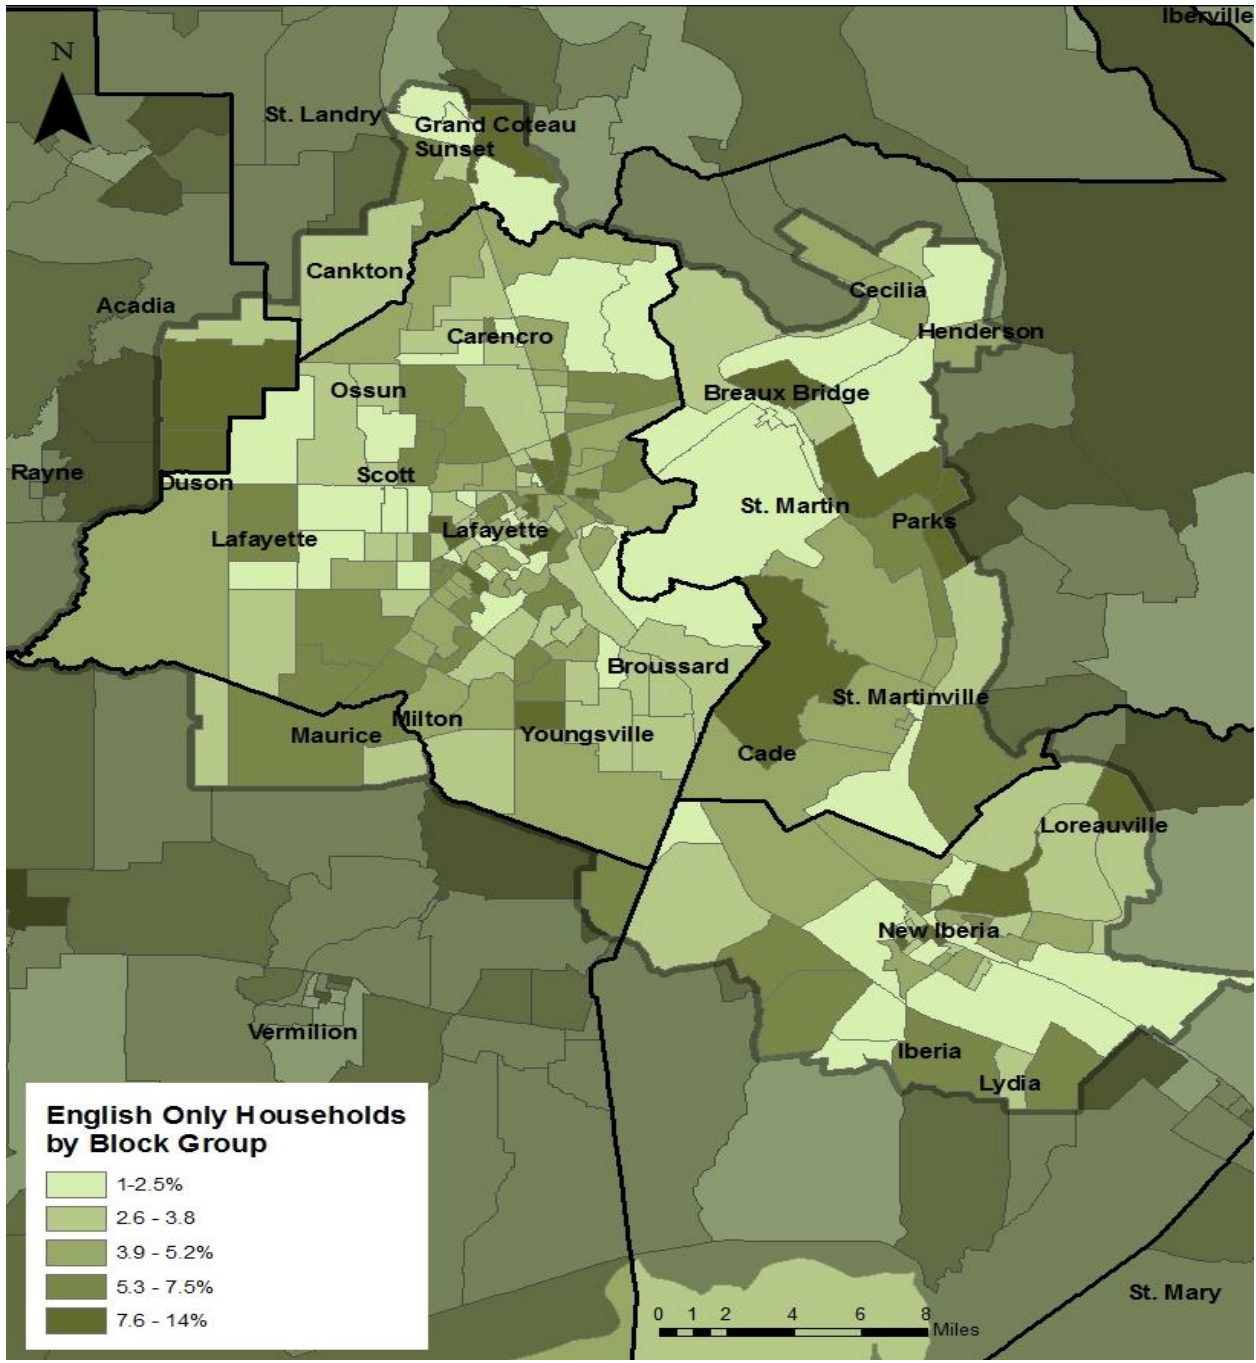 Iberville
N
St. Landry
Grand Coteau
Sunset
Cankton
Acadia
Cecilia
Henderson
Carencro
Ossun
Breaux Bridge
Rayne
Duson
Scott
St. Martin
Parks
Lafayette
Lafayette
Broussard
St. Martinville
Milton
Maurice
Youngsville
Cade
Loreauville
New Iberia
Vermilion
Iberia
Lydia
English Only Households
by Block Group
1-2.5%
2.6 - 3.8
3.9 - 5.2%
5.3 - 7.5%
7.6 - 14%
St. Mary
0 1 2 4 6 8
Miles